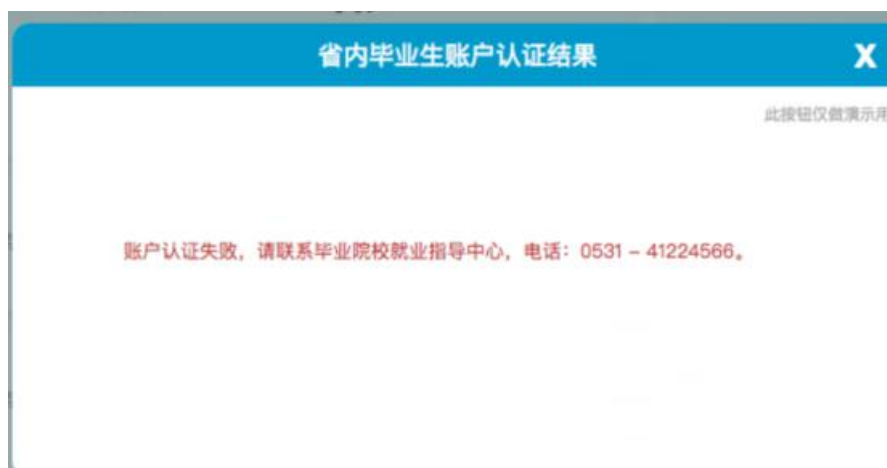 省内毕业生账户认证结果
X
此按钮仅做演示用
账户认证失败，请联系毕业院校就业指导中心，电话：0531 – 41224566。